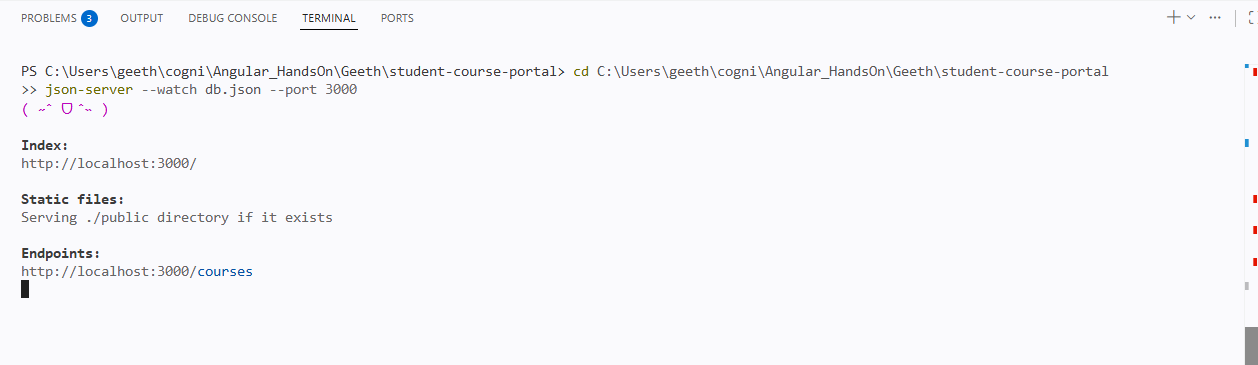 PROBLEMS 3 OUTPUT DEBUG CONSOLE TERMINAL PORTS
PS C:\Users\geeth\cogni\Angular_HandsOn\Geeth\student-course-portal> cd C:\Users\geeth\cogni\Angular_HandsOn\Geeth\student-course-portal
>> json-server --watch db.json --port 3000
( ˶ˆ ᗜ ˆ˵ )
Index:
http://localhost:3000/
Static files:
Serving ./public directory if it exists
Endpoints:
http://localhost:3000/courses